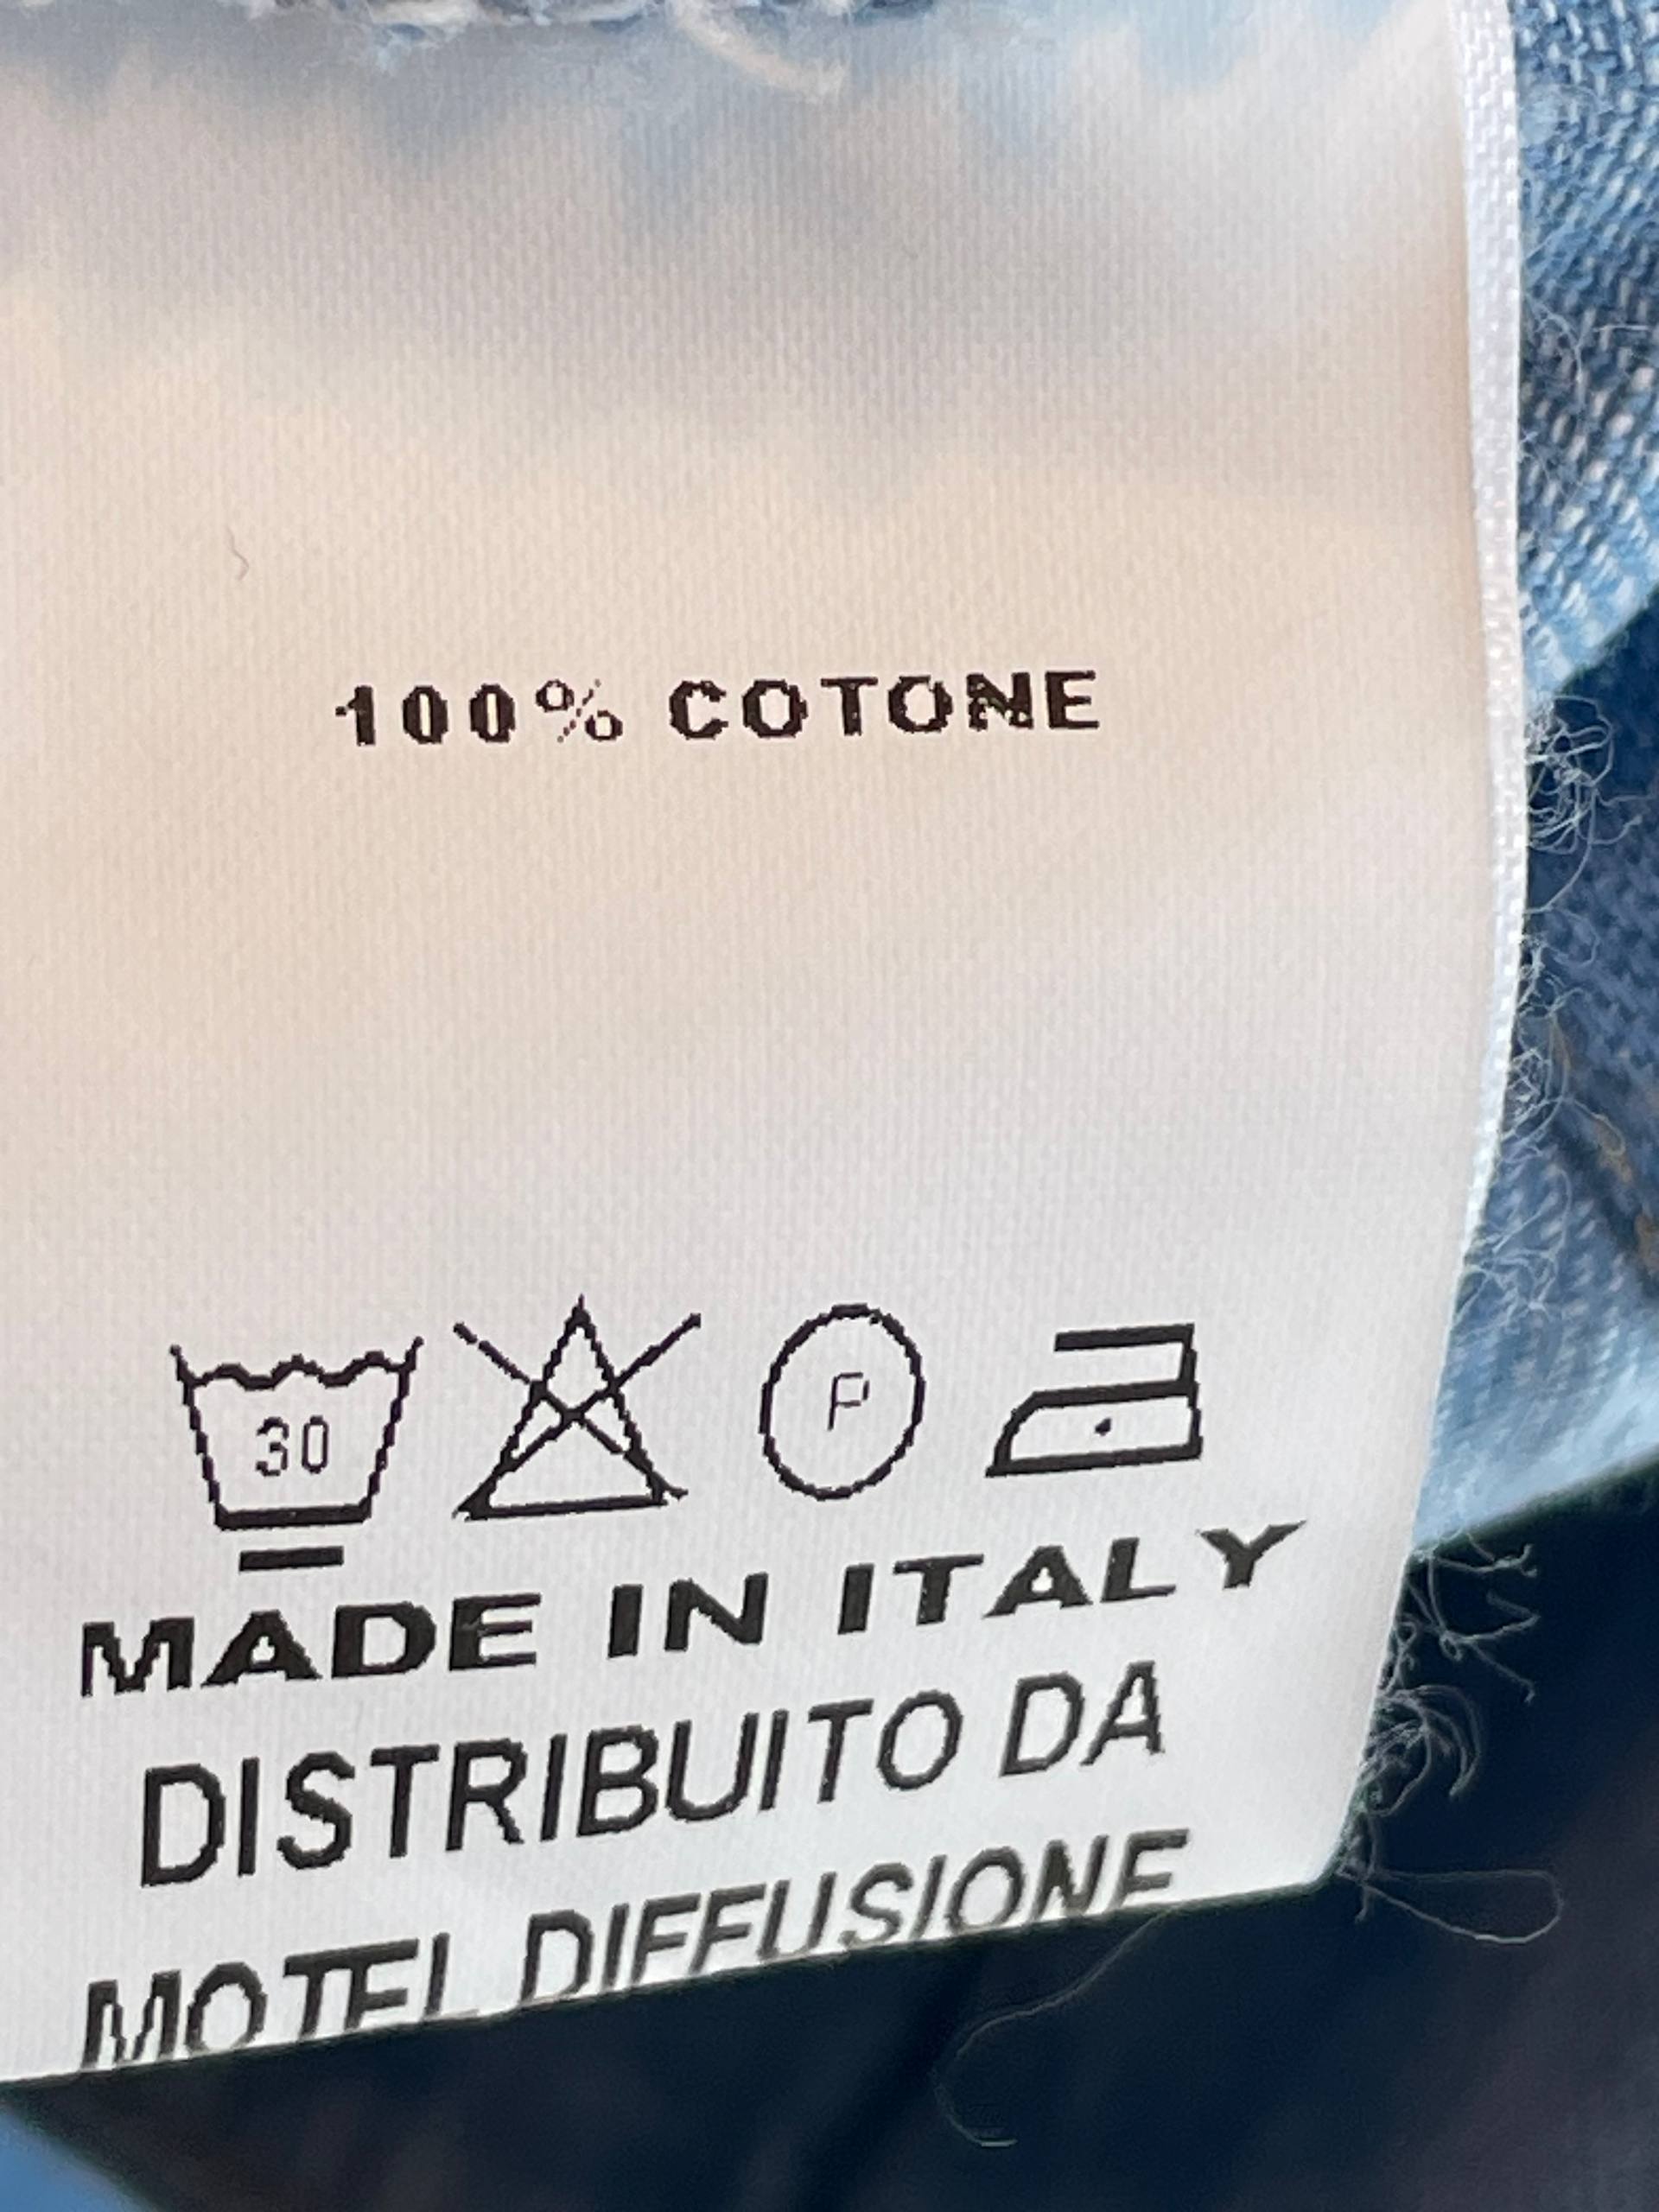 100% COTONE
30 P
MADE IN ITALY
DISTRIBUITO DA
MOTEL DIFFUSIONE